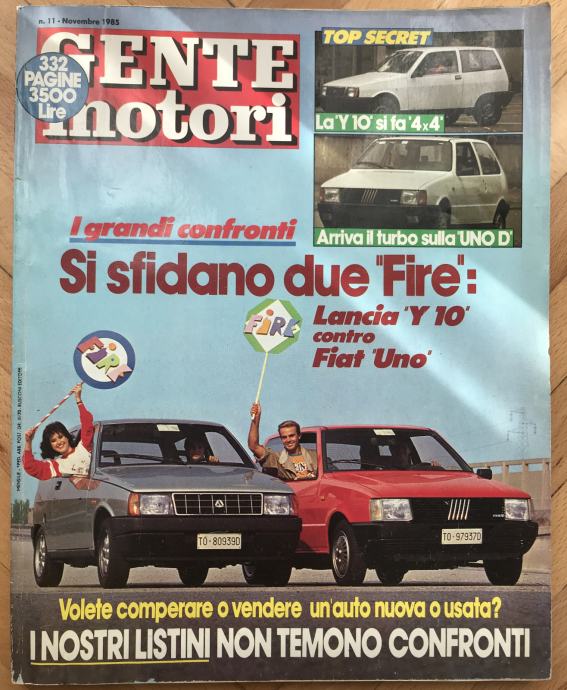 n. 11 - Novembre 1985
GENTE
motori
332
PAGINE
3500
Lire
TOP SECRET
La 'Y 10' si fa '4x4'
Arriva il turbo sulla 'UNO D'
I grandi confronti
Si sfidano due "Fire":
Lancia 'Y 10'
contro
Fiat 'Uno'
FIRE
FIRE
TO·80939D
TO·97937D
Volete comperare o vendere un'auto nuova o usata?
I NOSTRI LISTINI NON TEMONO CONFRONTI